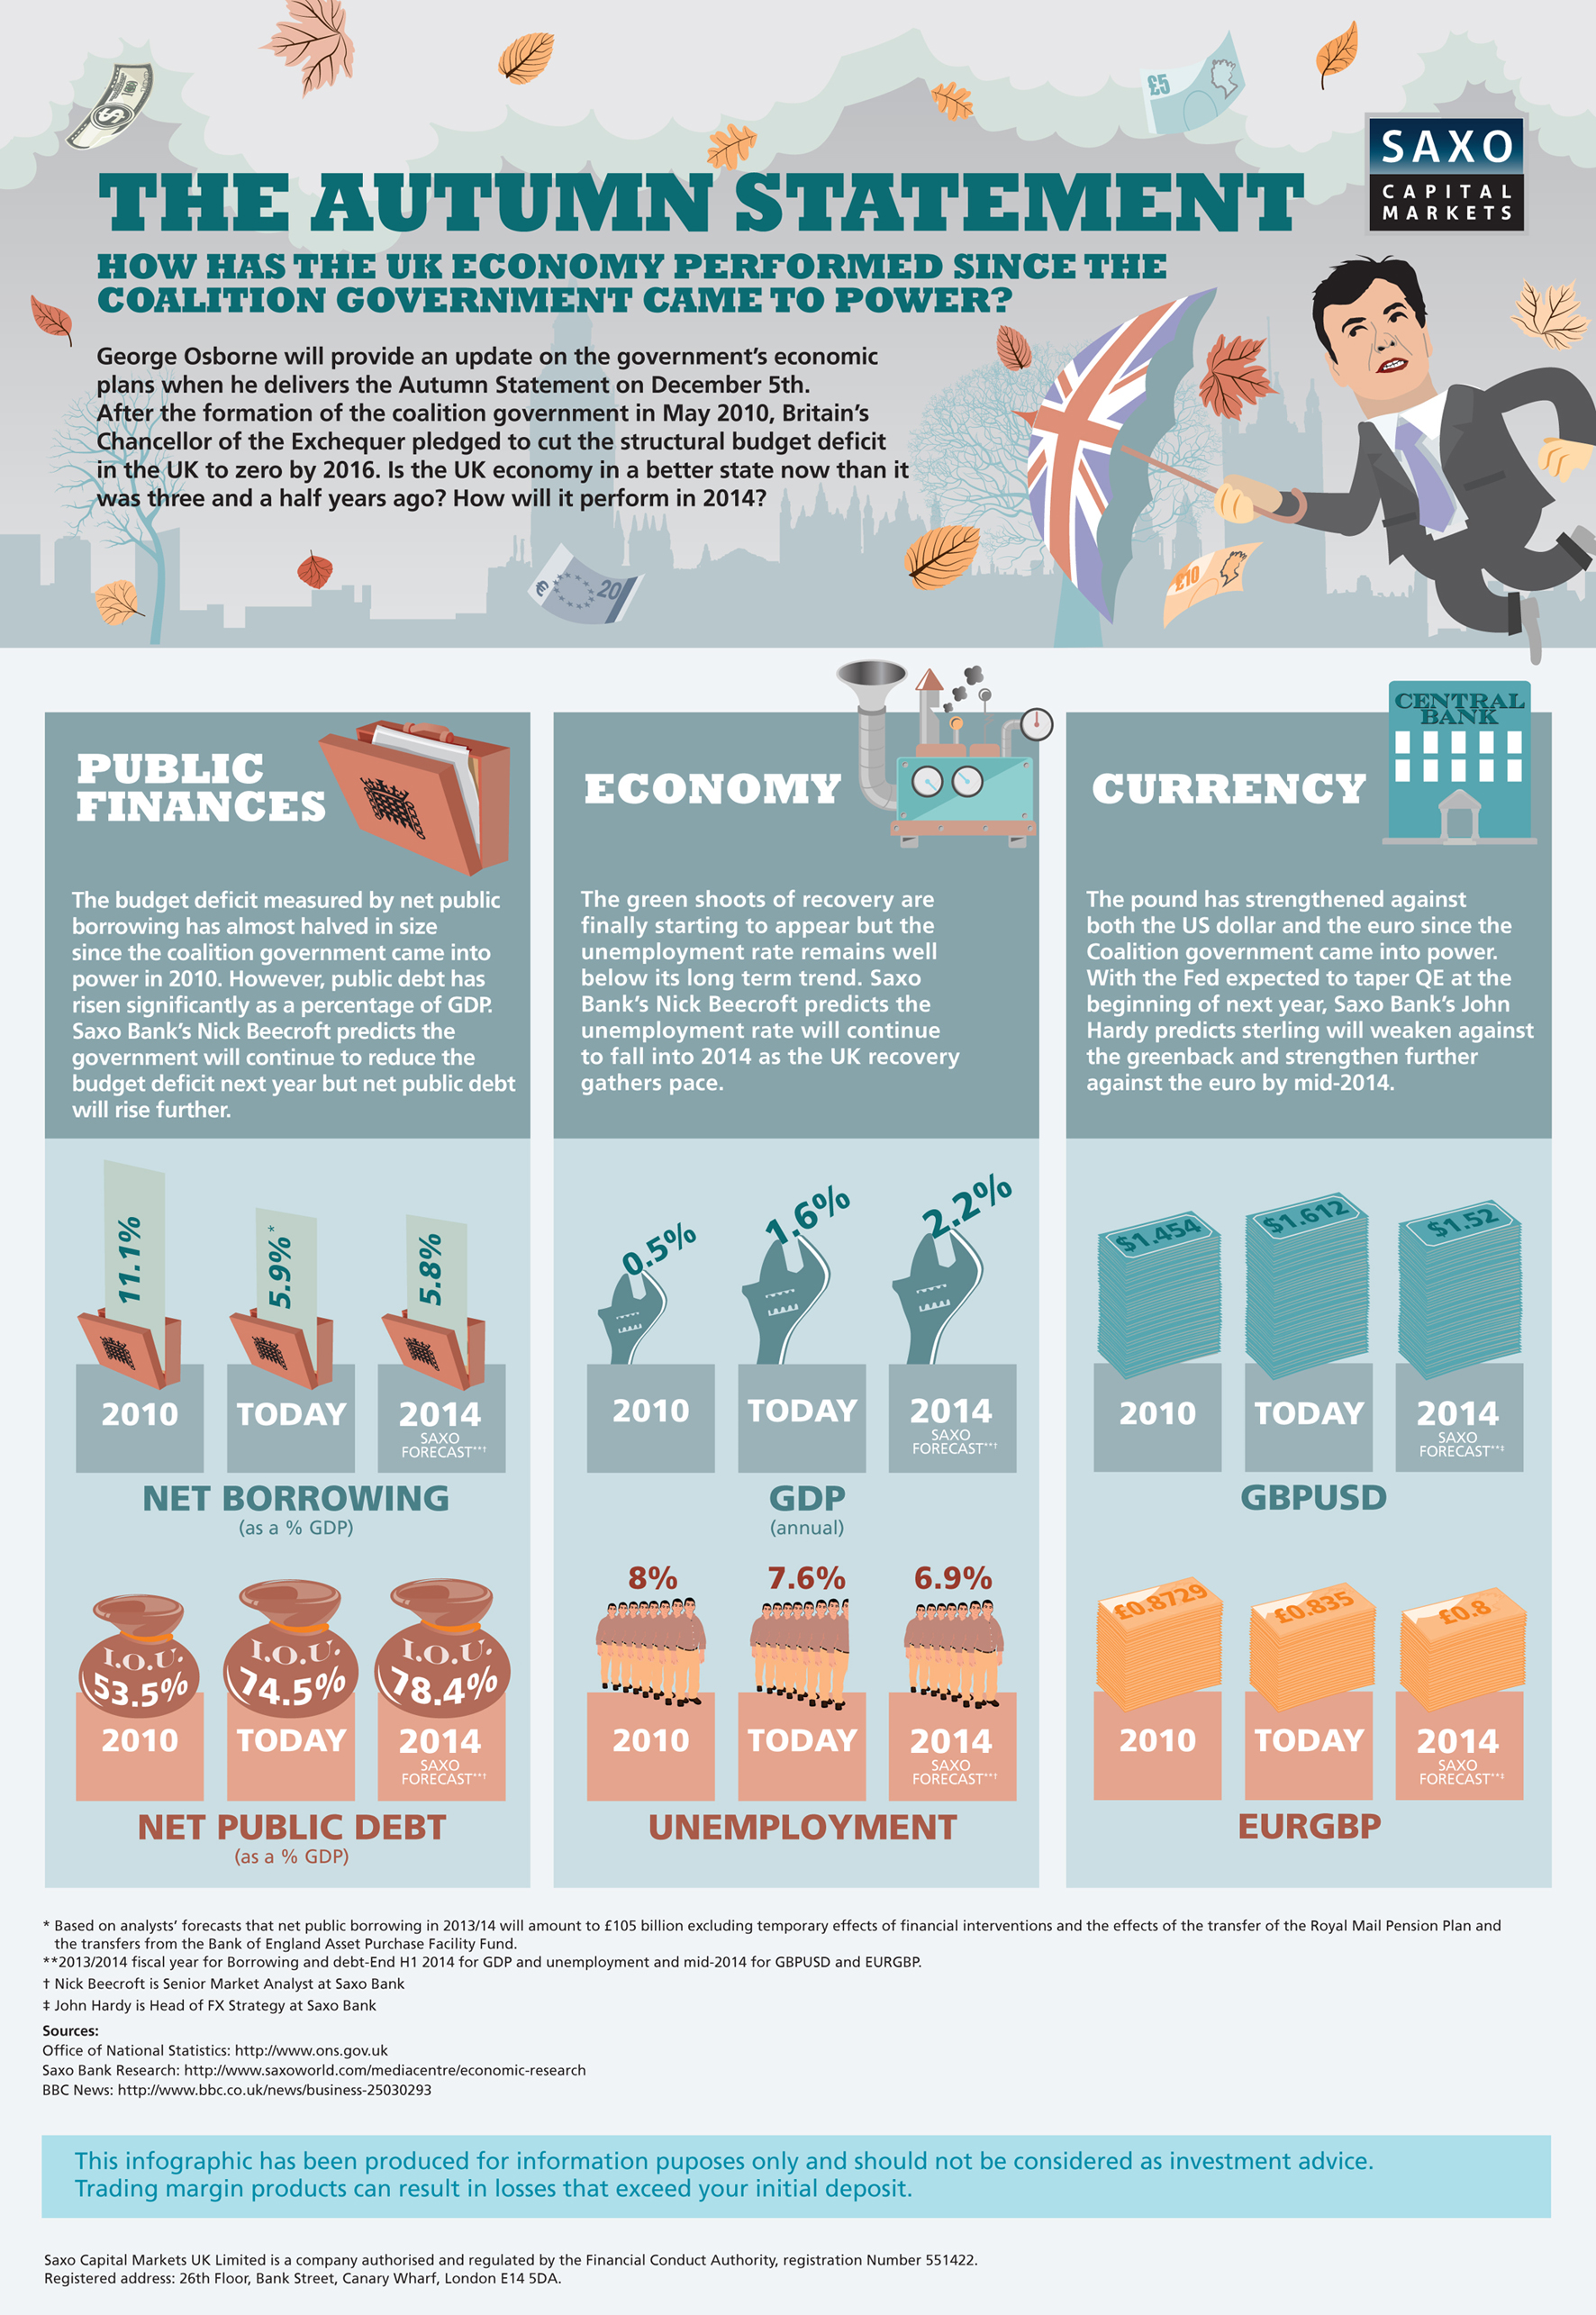 £5
SAXO
CAPITAL
MARKETS
THE AUTUMN STATEMENT
HOW HAS THE UK ECONOMY PERFORMED SINCE THE
COALITION GOVERNMENT CAME TO POWER?
George Osborne will provide an update on the government's economic
plans when he delivers the Autumn Statement on December 5th.
After the formation of the coalition government in May 2010, Britain's
Chancellor of the Exchequer pledged to cut the structural budget deficit
in the UK to zero by 2016. Is the UK economy in a better state now than it
was three and a half years ago? How will it perform in 2014?
€ 20
£10
PUBLIC
FINANCES
The budget deficit measured by net public
borrowing has almost halved in size
since the coalition government came into
power in 2010. However, public debt has
risen significantly as a percentage of GDP.
Saxo Bank's Nick Beecroft predicts the
government will continue to reduce the
budget deficit next year but net public debt
will rise further.
11.1%
5.9% *
5.8%
2010
TODAY
2014
SAXO
FORECAST**†
NET BORROWING
(as a % GDP)
I.O.U.
53.5%
I.O.U.
74.5%
I.O.U.
78.4%
2010
TODAY
2014
SAXO
FORECAST**†
NET PUBLIC DEBT
(as a % GDP)
ECONOMY
The green shoots of recovery are
finally starting to appear but the
unemployment rate remains well
below its long term trend. Saxo
Bank's Nick Beecroft predicts the
unemployment rate will continue
to fall into 2014 as the UK recovery
gathers pace.
0.5%
1.6%
2.2%
2010
TODAY
2014
SAXO
FORECAST**†
GDP
(annual)
8%
7.6%
6.9%
2010
TODAY
2014
SAXO
FORECAST**†
UNEMPLOYMENT
CENTRAL
BANK
CURRENCY
The pound has strengthened against
both the US dollar and the euro since the
Coalition government came into power.
With the Fed expected to taper QE at the
beginning of next year, Saxo Bank's John
Hardy predicts sterling will weaken against
the greenback and strengthen further
against the euro by mid-2014.
$1.454
$1.612
$1.52
2010
TODAY
2014
SAXO
FORECAST**‡
GBPUSD
£0.8729
£0.835
£0.8
2010
TODAY
2014
SAXO
FORECAST**‡
EURGBP
* Based on analysts' forecasts that net public borrowing in 2013/14 will amount to £105 billion excluding temporary effects of financial interventions and the effects of the transfer of the Royal Mail Pension Plan and
the transfers from the Bank of England Asset Purchase Facility Fund.
**2013/2014 fiscal year for Borrowing and debt-End H1 2014 for GDP and unemployment and mid-2014 for GBPUSD and EURGBP.
† Nick Beecroft is Senior Market Analyst at Saxo Bank
‡ John Hardy is Head of FX Strategy at Saxo Bank
Sources:
Office of National Statistics: http://www.ons.gov.uk
Saxo Bank Research: http://www.saxoworld.com/mediacentre/economic-research
BBC News: http://www.bbc.co.uk/news/business-25030293
This infographic has been produced for information puposes only and should not be considered as investment advice.
Trading margin products can result in losses that exceed your initial deposit.
Saxo Capital Markets UK Limited is a company authorised and regulated by the Financial Conduct Authority, registration Number 551422.
Registered address: 26th Floor, Bank Street, Canary Wharf, London E14 5DA.